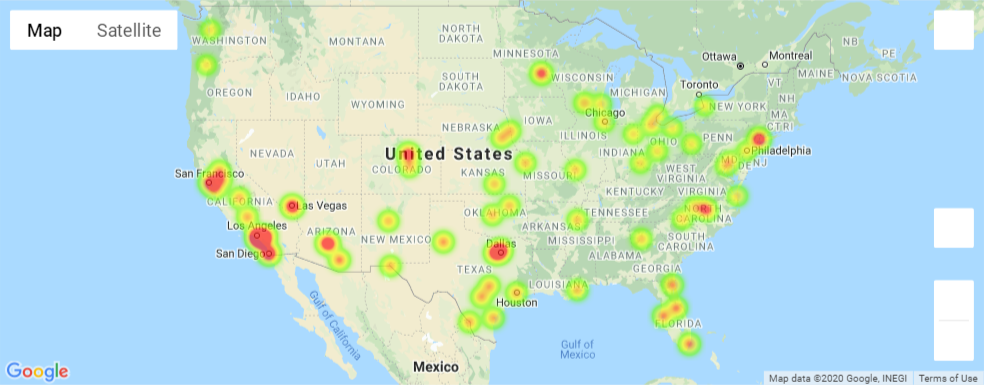 Map Satellite
WASHINGTON
MONTANA
NORTH
DAKOTA
MINNESOTA
Ottawa
Montreal
NB
PE
MAINE
NOVA SCOTIA
OREGON
IDAHO
SOUTH
DAKOTA
WISCONSIN
MICHIGAN
Toronto
VT
NH
NEW YORK
MA
CT RI
WYOMING
Chicago
IOWA
NEBRASKA
ILLINOIS
OHIO
PENN
Philadelphia
NEVADA
UTAH
United States
COLORADO
INDIANA
MD
DE NJ
San Francisco
KANSAS
MISSOURI
WEST
VIRGINIA
VIRGINIA
KENTUCKY
CALIFORNIA
Las Vegas
OKLAHOMA
TENNESSEE
NORTH
CAROLINA
Los Angeles
ARIZONA
NEW MEXICO
ARKANSAS
MISSISSIPPI
SOUTH
CAROLINA
San Diego
Dallas
ALABAMA
GEORGIA
TEXAS
LOUISIANA
Houston
Gulf of
California
FLORIDA
Gulf of
Mexico
Mexico
Google
Map data ©2020 Google, INEGI Terms of Use